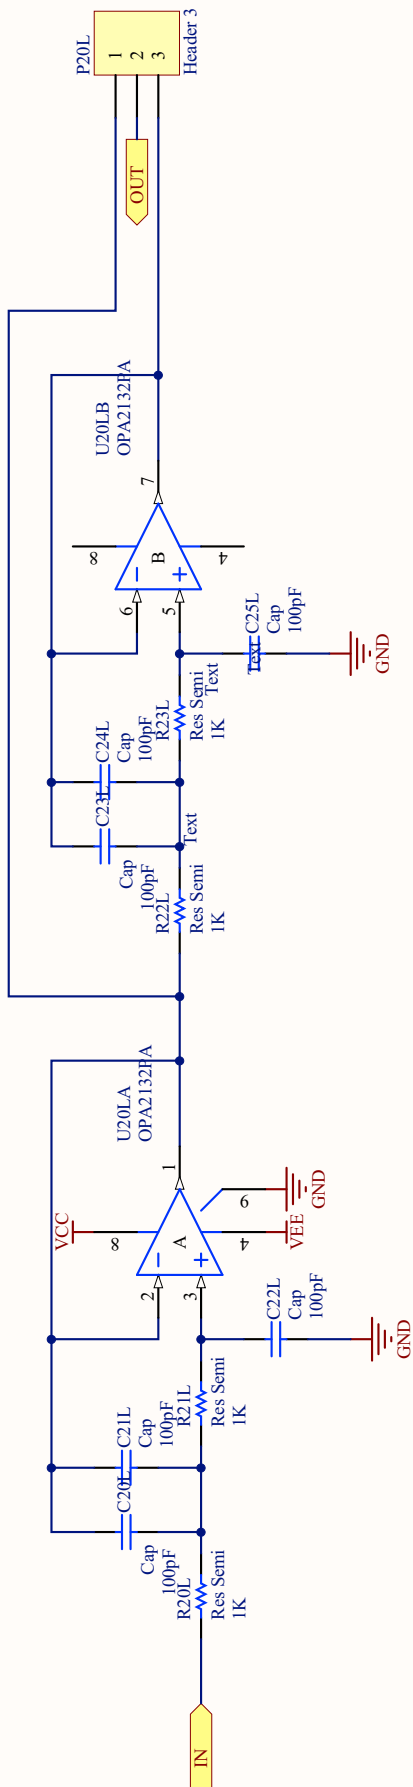 IN
R20L
Res Semi
1K
C20L
Cap
100pF
C21L
Cap
100pF
R21L
Res Semi
1K
C22L
Cap
100pF
GND
2
3
A
8
VCC
4
VEE
9
GND
1
U20LA
OPA2132PA
R22L
Res Semi
1K
C23L
Cap
100pF
Text
C24L
Cap
100pF
R23L
Res Semi
1K
Text
C25L
Cap
100pF
Text
GND
6
5
B
8
4
7
U20LB
OPA2132PA
OUT
P20L
1
2
3
Header 3